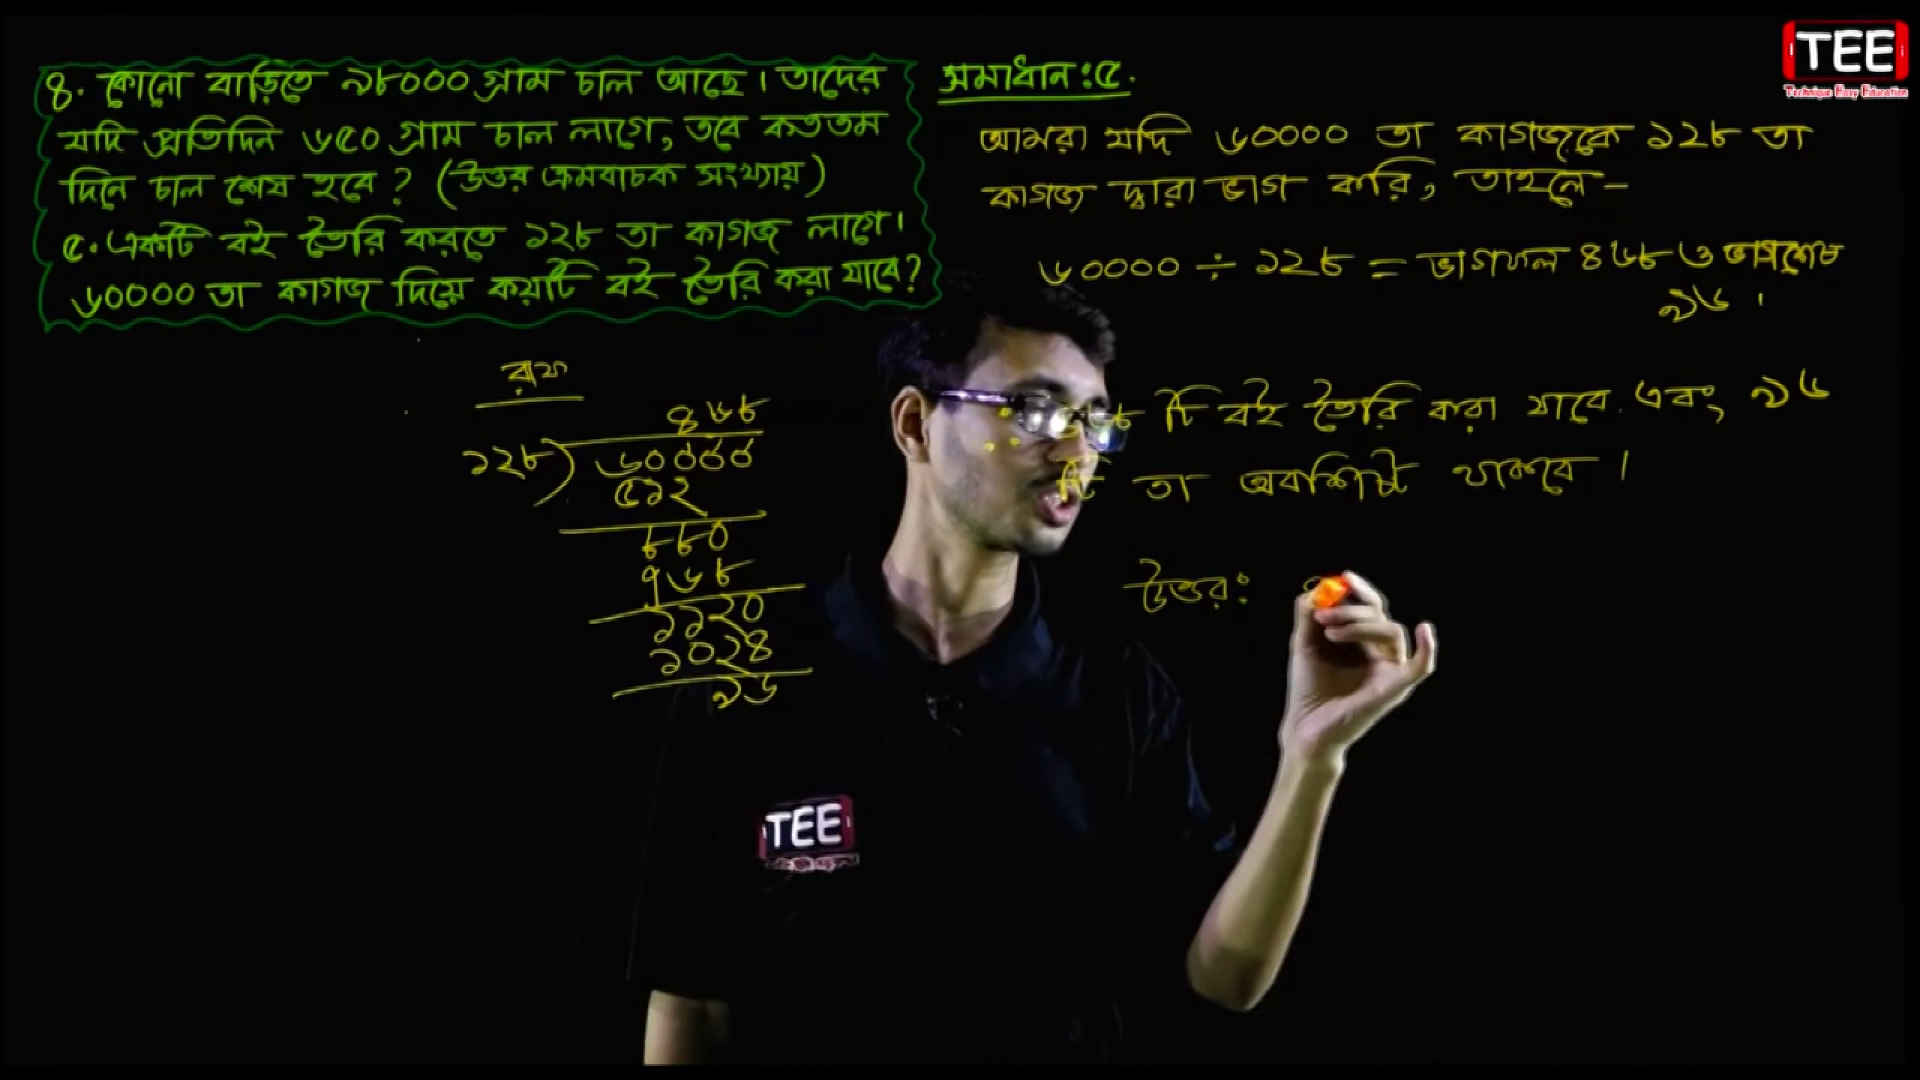 ৪. কোনো বাড়িতে ৯৮০০০ গ্রাম চাল আছে। তাদের
যদি প্রতিদিন ৬৫০ গ্রাম চাল লাগে, তবে কততম
দিনে চাল শেষ হবে? (উত্তর ক্রমবাচক সংখ্যায়)
৫. একটি বই তৈরি করতে ১২৮ তা কাগজ লাগে।
৬০০০০ তা কাগজ দিয়ে কয়টি বই তৈরি করা যাবে?
রাফ
৪৬৮
১২৮) ৬০০০০
৫১২
৮৮০
৭৬৮
১১২০
১০২৪
৯৬
সমাধান:৫.
আমরা যদি ৬০০০০ তা কাগজকে ১২৮ তা
কাগজ দ্বারা ভাগ করি, তাহলে-
৬০০০০ ÷ ১২৮ = ভাগফল ৪৬৮ ও ভাগশেষ
৯৬।
টি বই তৈরি করা যাবে এবং ৯৬
টি তা অবশিষ্ট থাকবে।
উত্তর:
TEE
Technique Easy Education
TEE